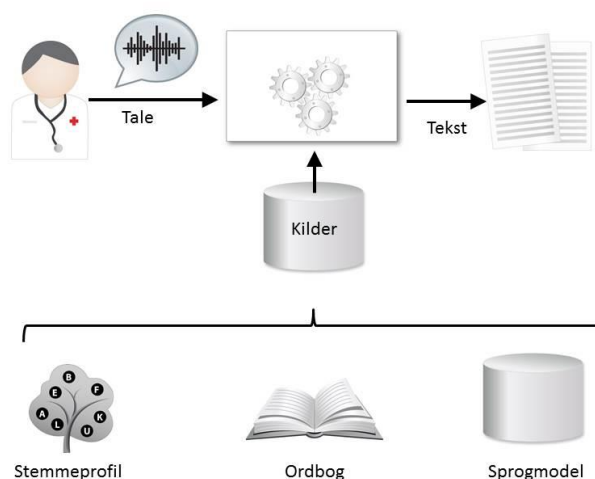 Tale
Tekst
Kilder
B
E
F
A
L
K
U
Stemmeprofil
Ordbog
Sprogmodel